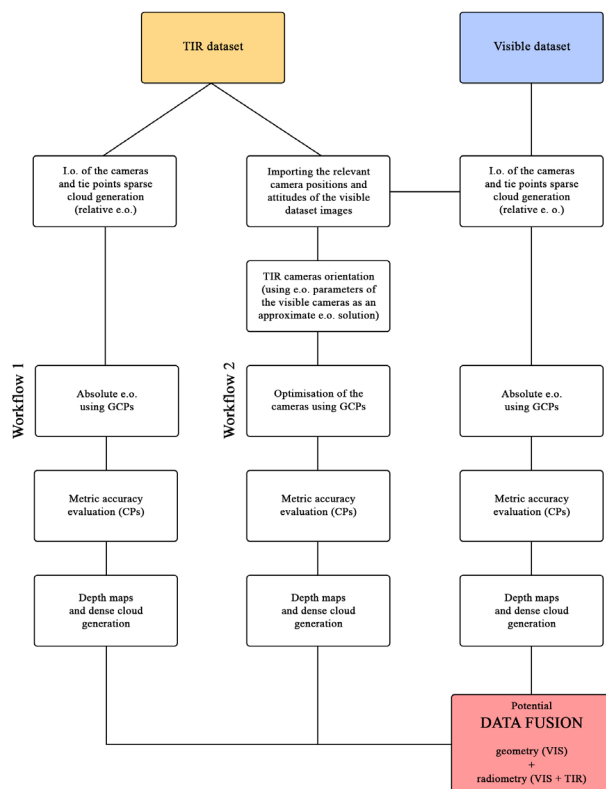 TIR dataset
Visible dataset
I.o. of the cameras
and tie points sparse
cloud generation
(relative e.o.)
Importing the relevant
camera positions and
attitudes of the visible
dataset images
I.o. of the cameras
and tie points sparse
cloud generation
(relative e. o.)
TIR cameras orientation
(using e.o. parameters of
the visible cameras as an
approximate e.o. solution)
Workflow 1
Absolute e.o.
using GCPs
Workflow 2
Optimisation of the
cameras using GCPs
Absolute e.o.
using GCPs
Metric accuracy
evaluation (CPs)
Metric accuracy
evaluation (CPs)
Metric accuracy
evaluation (CPs)
Depth maps
and dense cloud
generation
Depth maps
and dense cloud
generation
Depth maps
and dense cloud
generation
Potential
DATA FUSION
geometry (VIS)
+
radiometry (VIS + TIR)